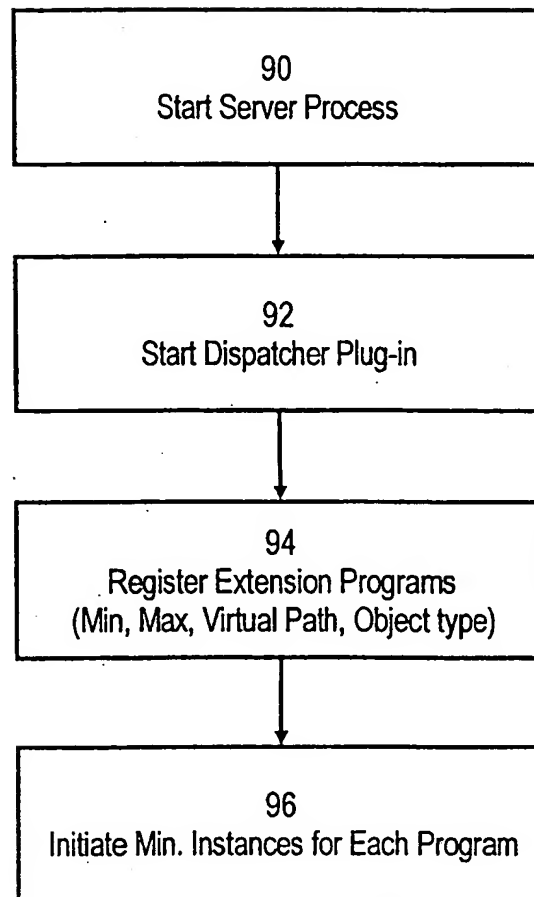 90
Start Server Process
92
Start Dispatcher Plug-in
94
Register Extension Programs
(Min, Max, Virtual Path, Object type)
96
Initiate Min. Instances for Each Program